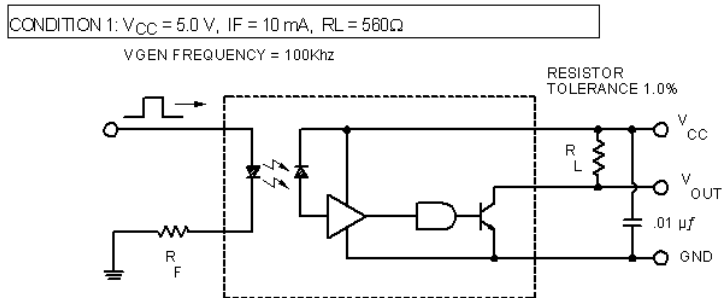 CONDITION 1: VCC = 5.0 V, IF = 10 mA, RL = 560Ω
VGEN FREQUENCY = 100Khz
RESISTOR
TOLERANCE 1.0%
VCC
RL
VOUT
.01 µf
RF
GND